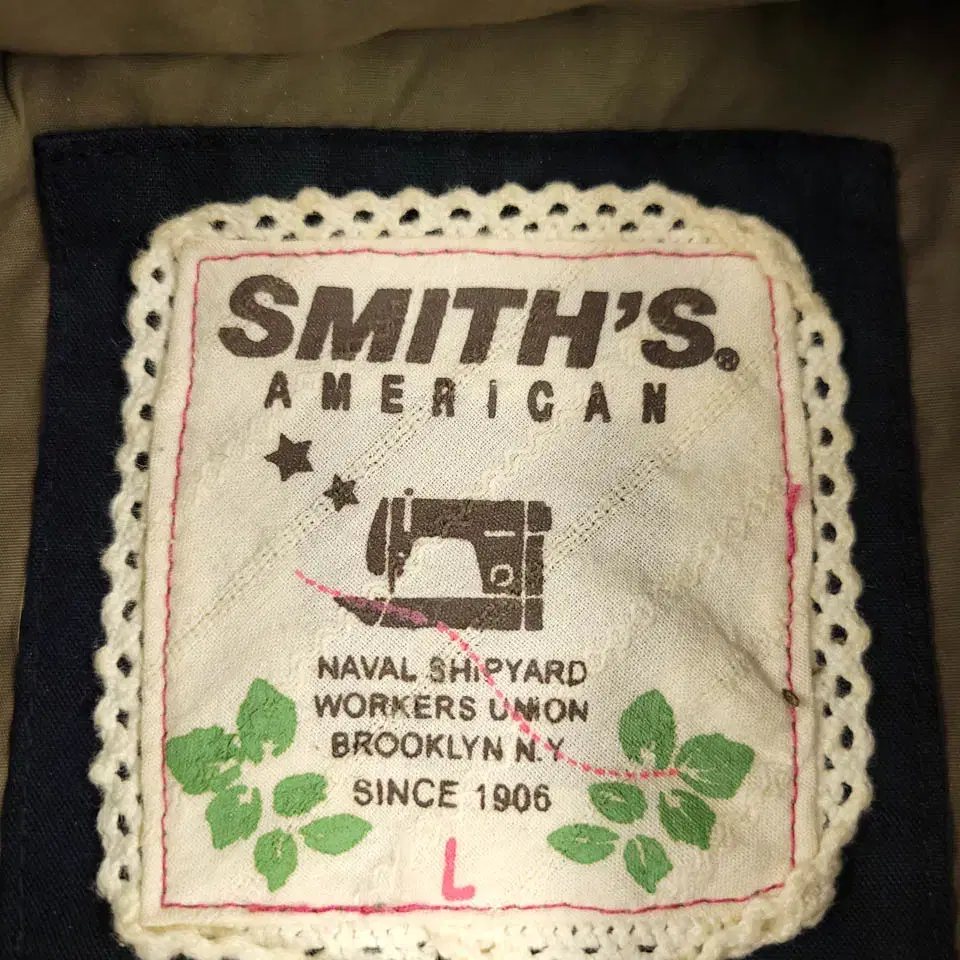 SMITH'S®
AMERICAN
NAVAL SHIPYARD
WORKERS UNION
BROOKLYN N.Y.
SINCE 1906
L